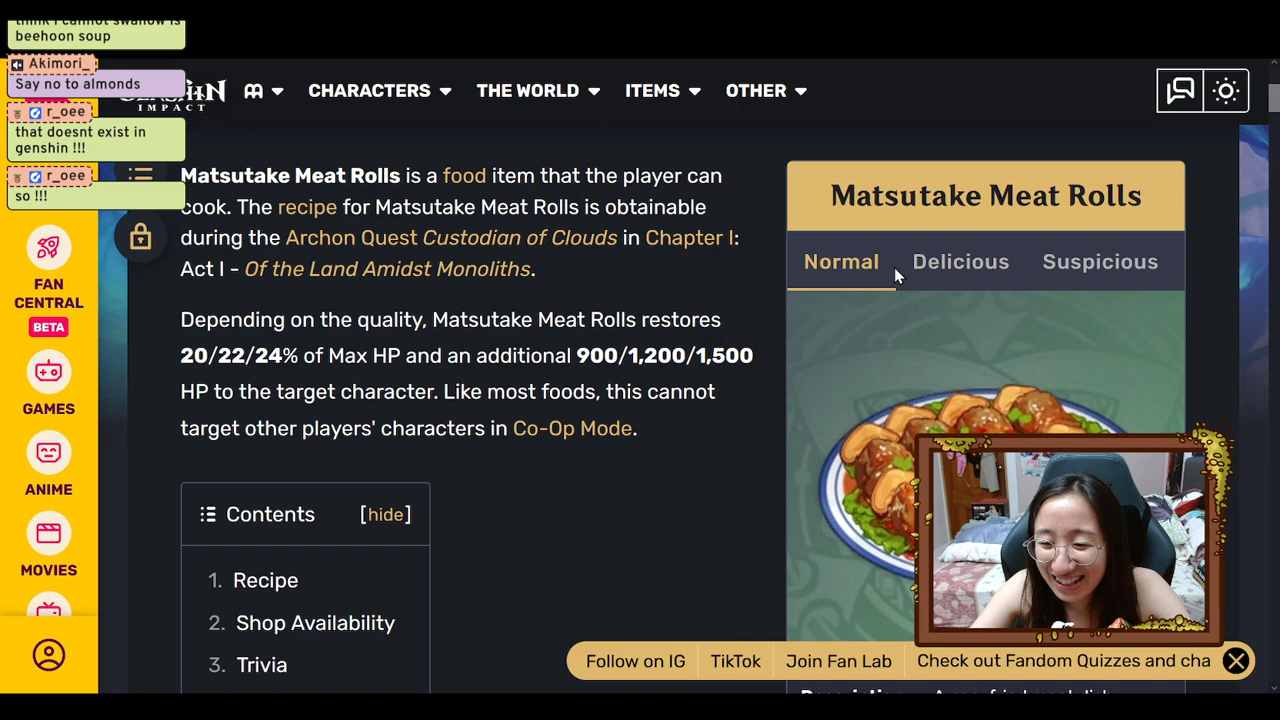 think I cannot swallow is
beehoon soup
Akimori_
Say no to almonds
r_oee
that doesnt exist in
genshin !!!
r_oee
so !!!
GENSHIN
IMPACT
CHARACTERS
THE WORLD
ITEMS
OTHER
FAN
CENTRAL
BETA
GAMES
ANIME
MOVIES
Matsutake Meat Rolls is a food item that the player can
cook. The recipe for Matsutake Meat Rolls is obtainable
during the Archon Quest Custodian of Clouds in Chapter I:
Act I - Of the Land Amidst Monoliths.
Depending on the quality, Matsutake Meat Rolls restores
20/22/24% of Max HP and an additional 900/1,200/1,500
HP to the target character. Like most foods, this cannot
target other players' characters in Co-Op Mode.
Contents [hide]
1. Recipe
2. Shop Availability
3. Trivia
Matsutake Meat Rolls
Normal Delicious Suspicious
Follow on IG TikTok Join Fan Lab Check out Fandom Quizzes and cha